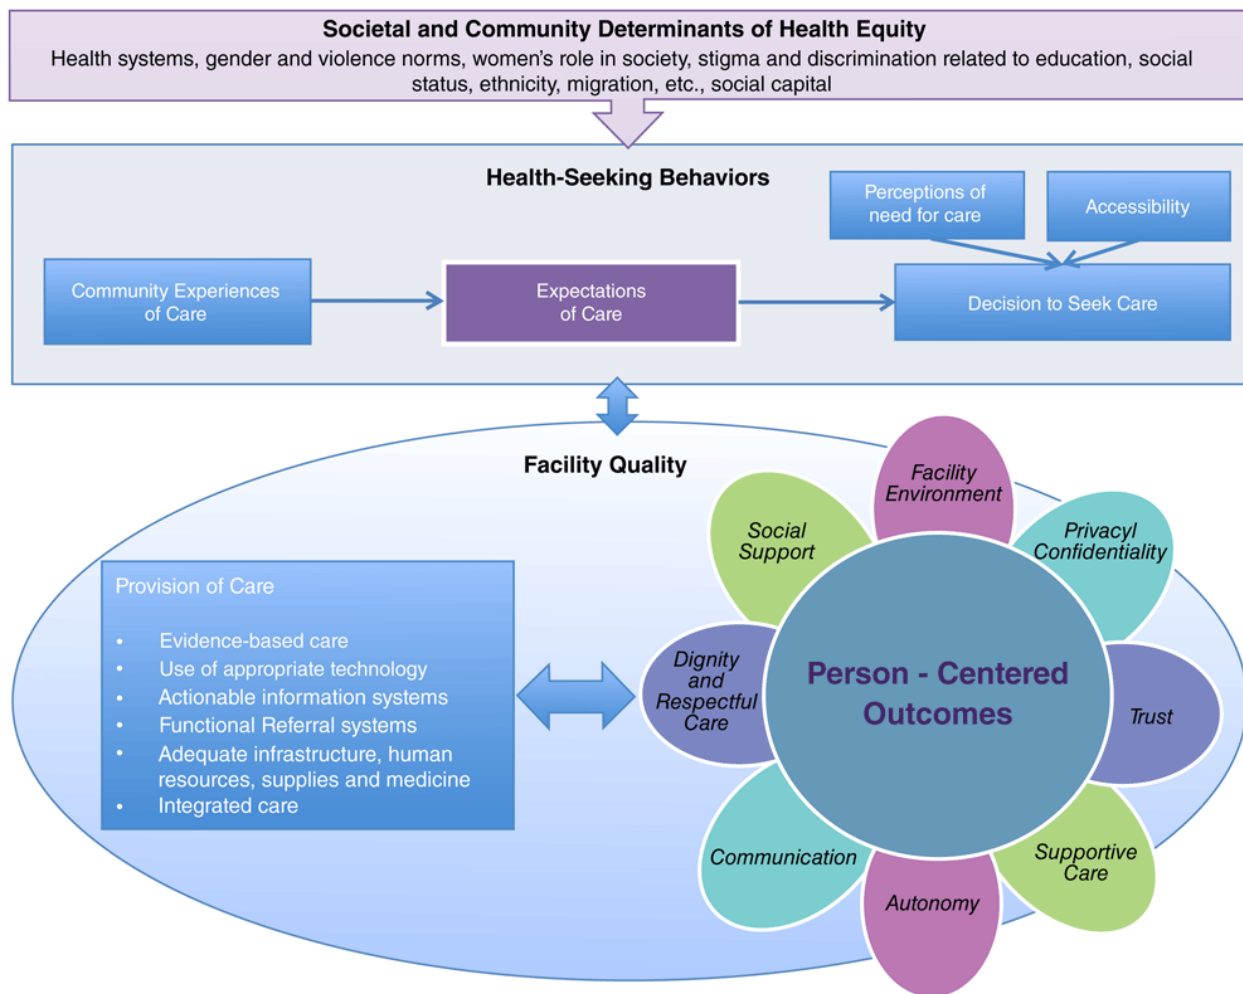 Societal and Community Determinants of Health Equity
Health systems, gender and violence norms, women's role in society, stigma and discrimination related to education, social
status, ethnicity, migration, etc., social capital
Health-Seeking Behaviors
Perceptions of
need for care
Accessibility
Community Experiences
of Care
Expectations
of Care
Decision to Seek Care
Facility Quality
Facility
Environment
Social
Support
Privacyl
Confidentiality
Provision of Care
• Evidence-based care
• Use of appropriate technology
• Actionable information systems
• Functional Referral systems
• Adequate infrastructure, human
resources, supplies and medicine
• Integrated care
Dignity
and
Respectful
Care
Person - Centered
Outcomes
Trust
Communication
Supportive
Care
Autonomy